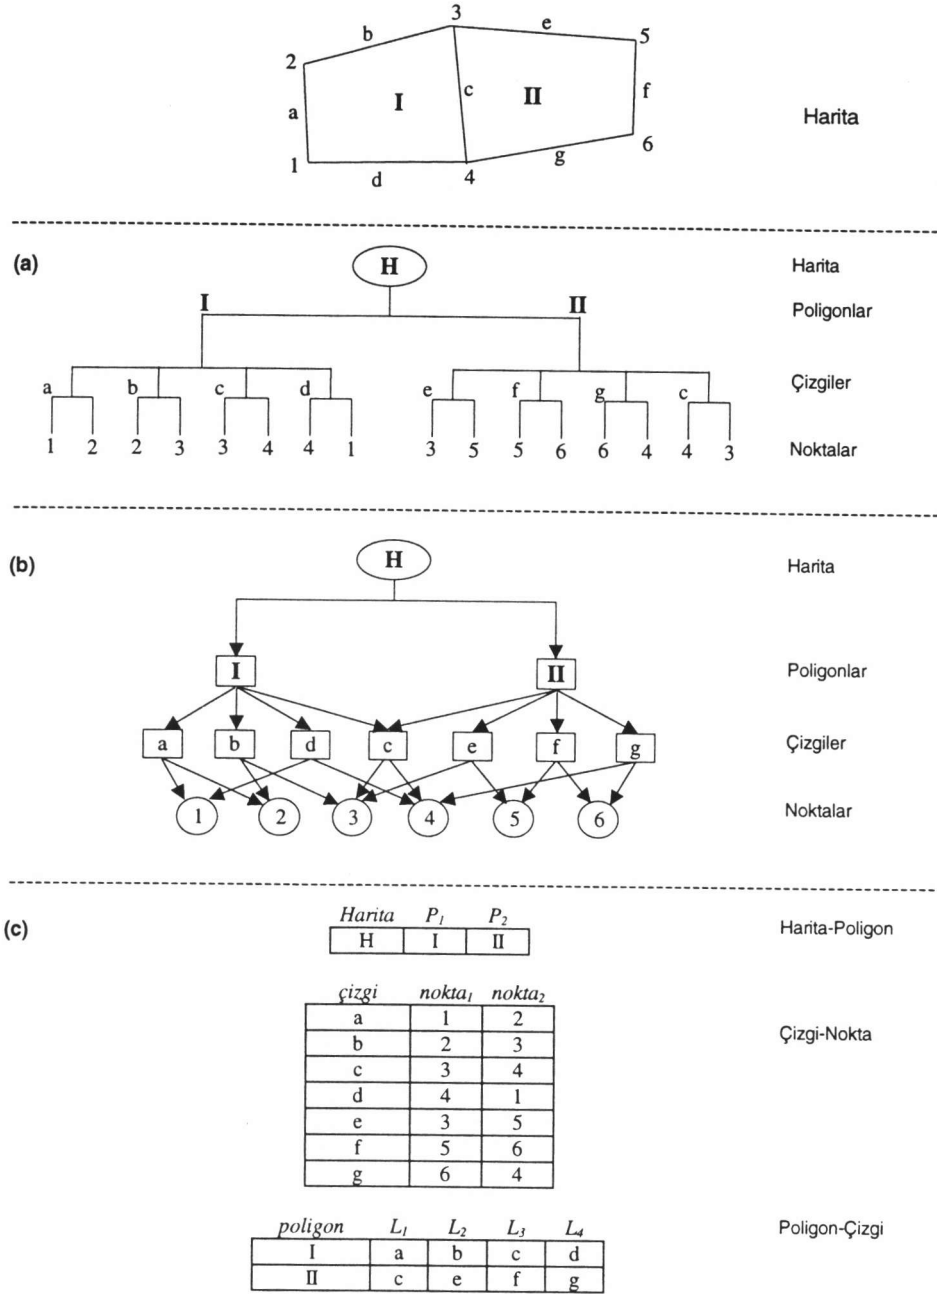 3
e
b
5
2
c
I
II
f
a
Harita
6
1
g
d
4
(a)
H
Harita
I
II
Poligonlar
a b c d e f g c
Çizgiler
1 2 2 3 3 4 4 1 3 5 5 6 6 4 4 3
Noktalar
(b)
H
Harita
I
II
Poligonlar
a b d c e f g
Çizgiler
1 2 3 4 5 6
Noktalar
(c)
Harita P1 P2
H I II
Harita-Poligon
çizgi nokta1 nokta2
a 1 2
b 2 3
c 3 4
d 4 1
e 3 5
f 5 6
g 6 4
Çizgi-Nokta
poligon L1 L2 L3 L4
I a b c d
II c e f g
Poligon-Çizgi